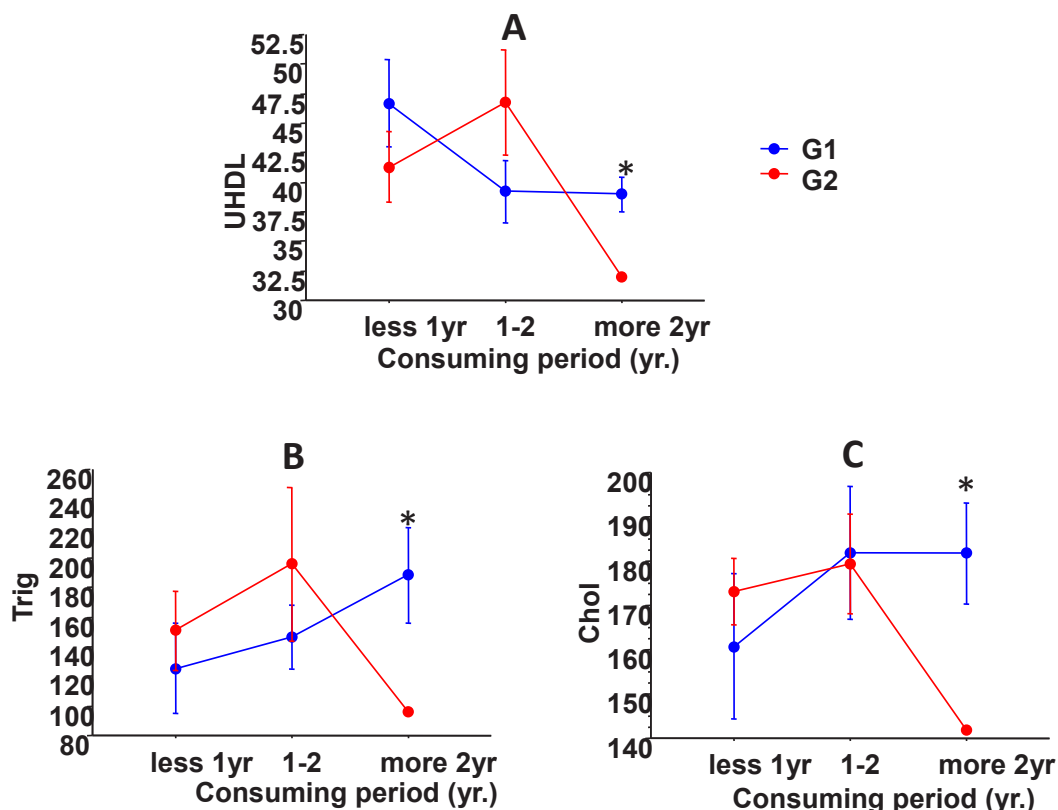 A
52.5
50
47.5
45
42.5
40
37.5
35
32.5
30
UHDL
less 1yr 1-2 more 2yr
Consuming period (yr.)
*
G1
G2
B
260
240
220
200
180
160
140
120
100
80
Trig
less 1yr 1-2 more 2yr
Consuming period (yr.)
*
C
200
190
180
170
160
150
140
Chol
less 1yr 1-2 more 2yr
Consuming period (yr.)
*